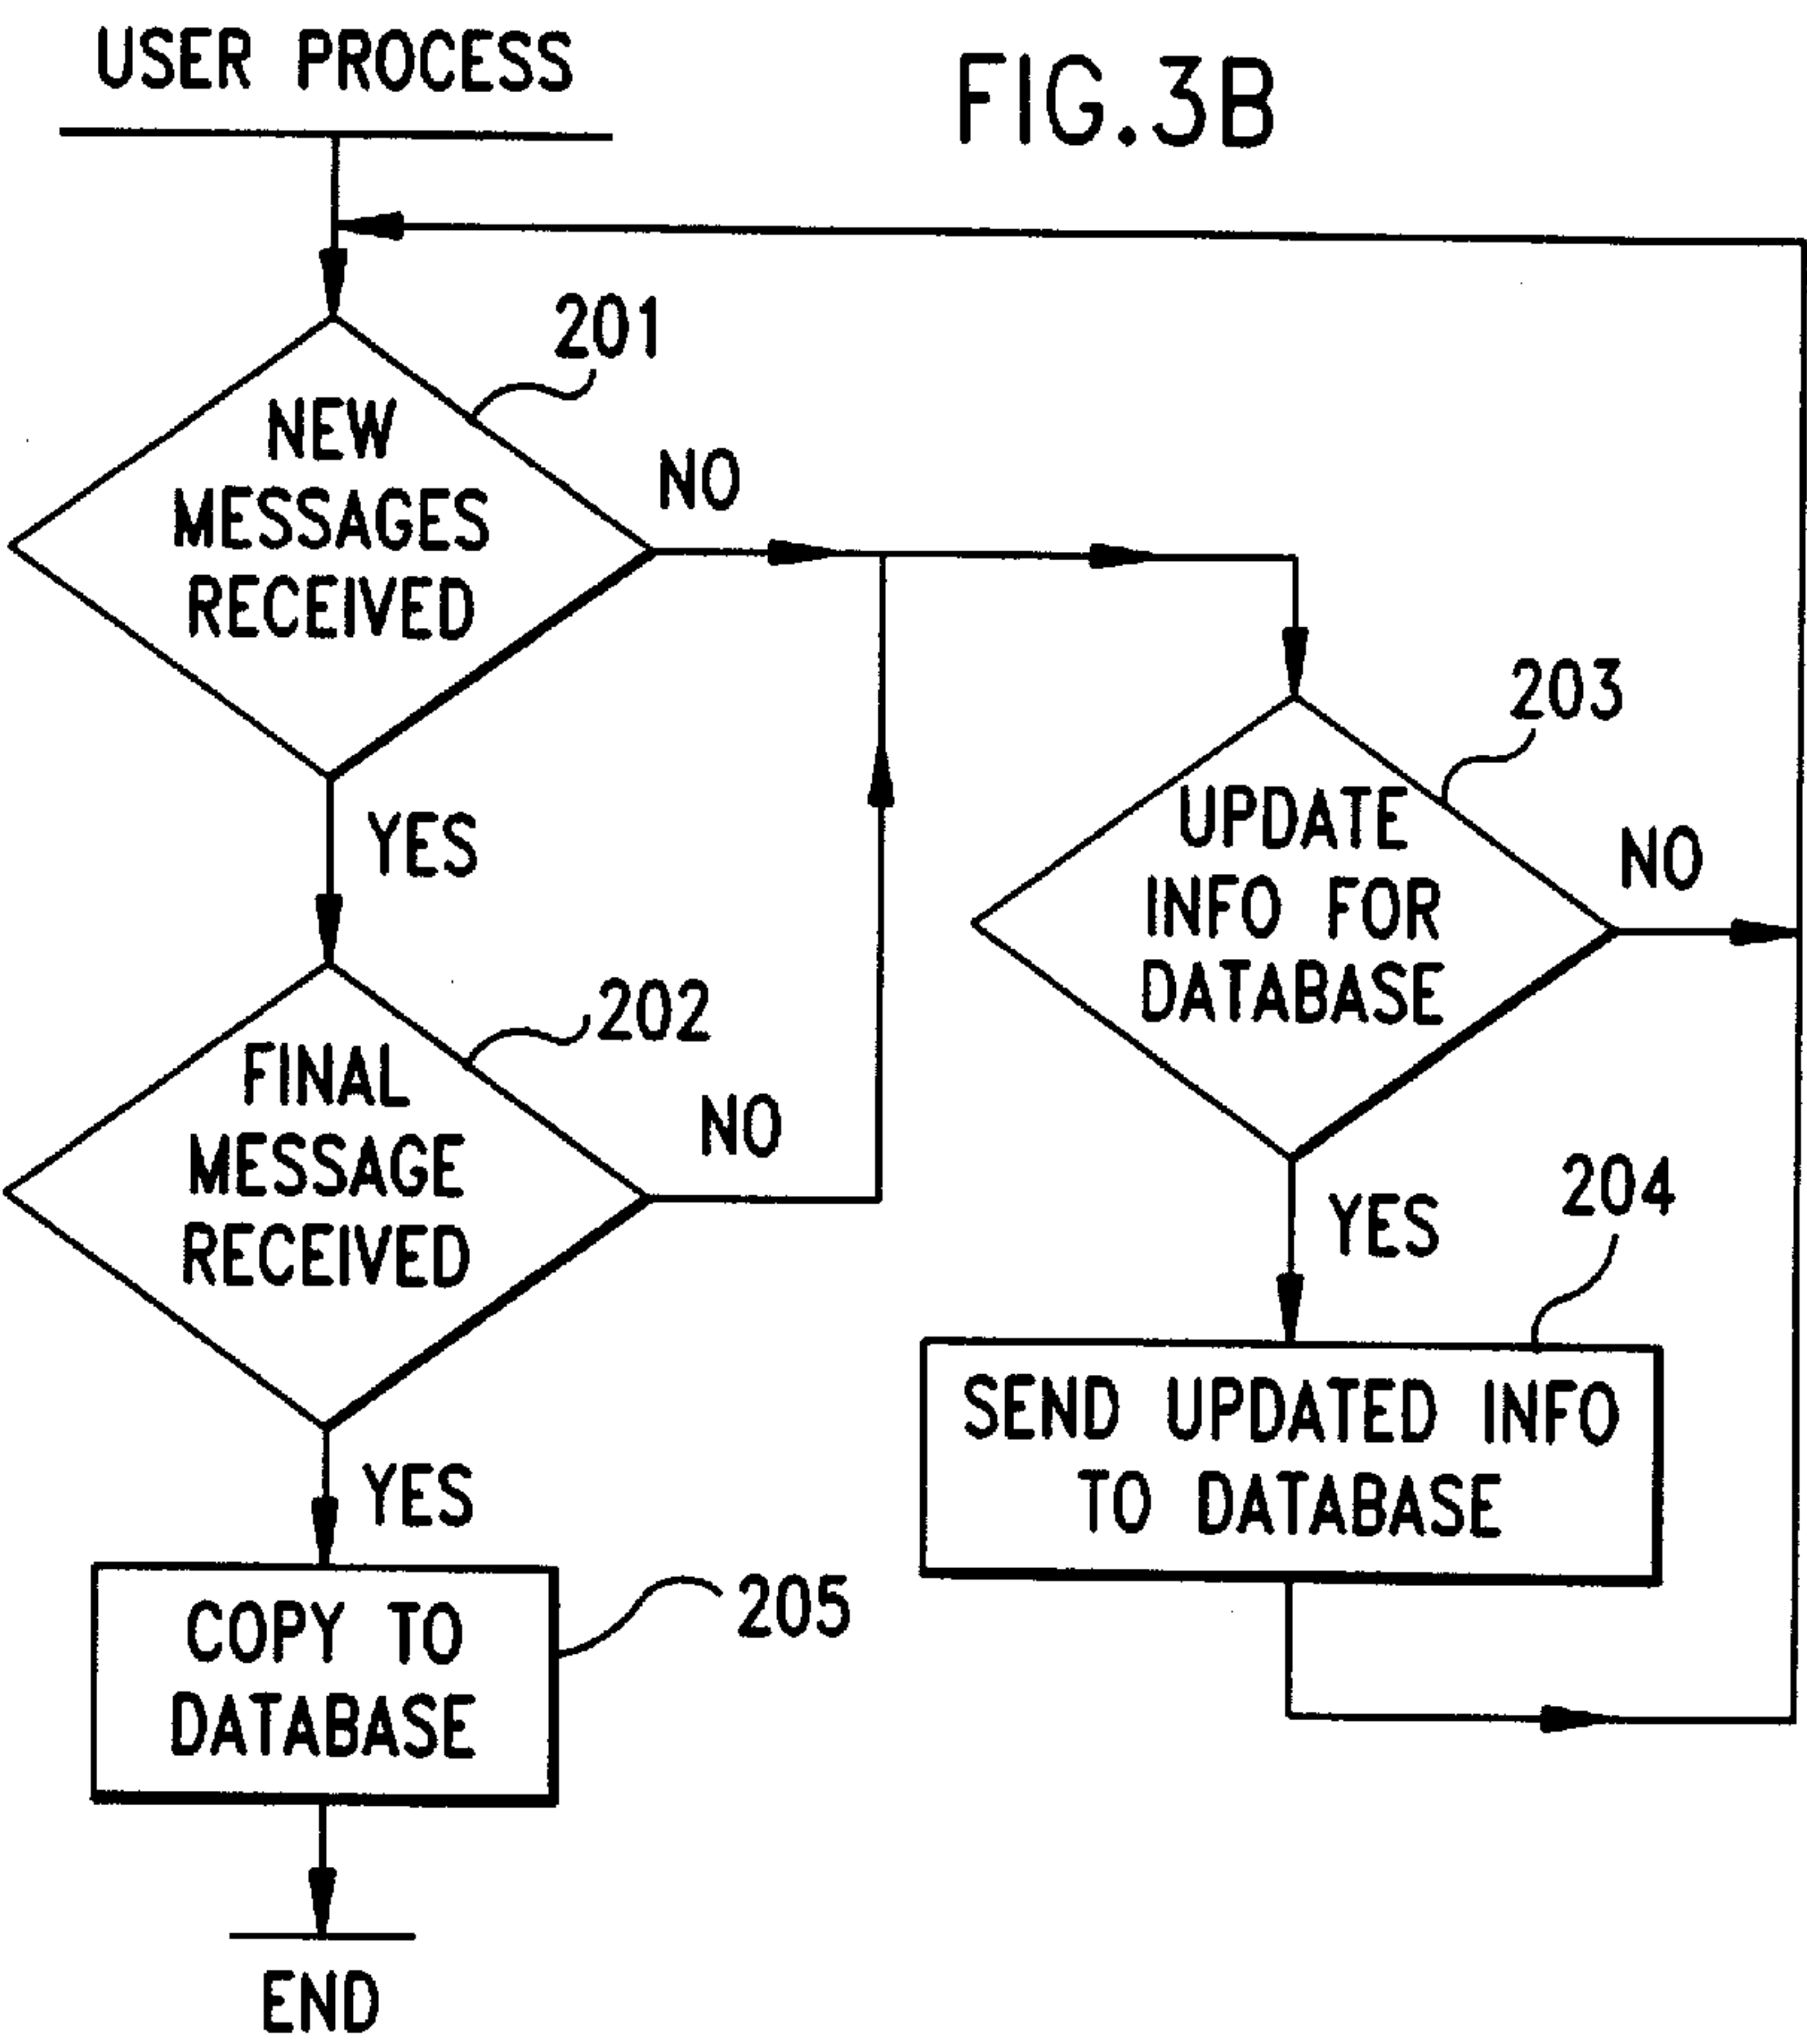 USER PROCESS
FIG.3B
201
NEW
MESSAGES
RECEIVED
NO
YES
203
UPDATE
INFO FOR
DATABASE
NO
202
FINAL
MESSAGE
RECEIVED
NO
YES
204
SEND UPDATED INFO
TO DATABASE
YES
COPY TO
DATABASE
205
END